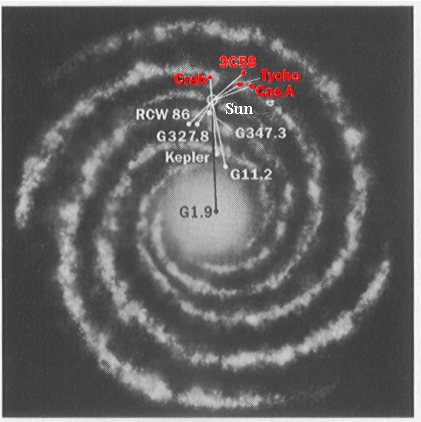 3C58
Crab
Tycho
Cas A
RCW 86
Sun
G327.8
G347.3
Kepler
G11.2
G1.9